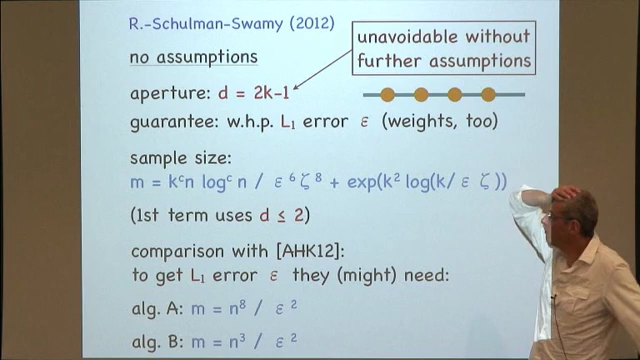 R.-Schulman-Swamy (2012)
no assumptions
unavoidable without
further assumptions
aperture: d = 2k-1
guarantee: w.h.p. L₁ error ε (weights, too)
sample size:
m = kᶜn logᶜ n / ε⁶ζ⁸ + exp(k² log(k/ε ζ))
(1st term uses d ≤ 2)
comparison with [AHK12]:
to get L₁ error ε they (might) need:
alg. A: m = n⁸ / ε²
alg. B: m = n³ / ε²